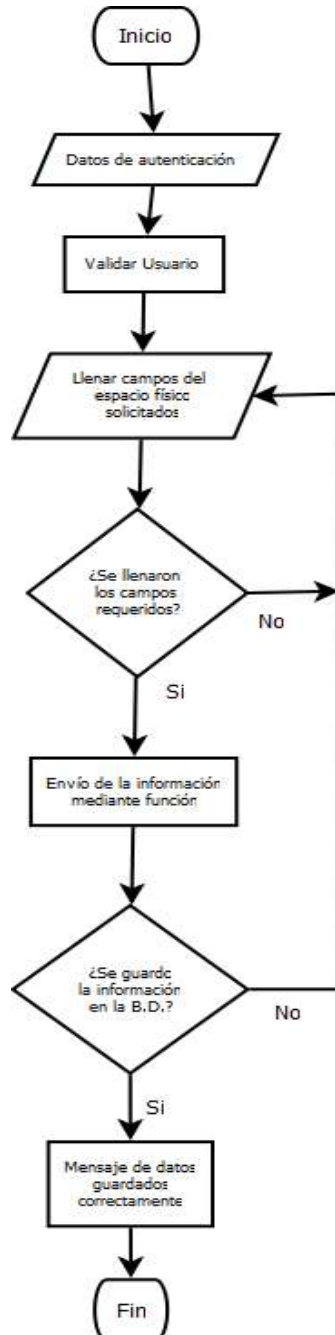 Inicio
Datos de autenticación
Validar Usuario
Llenar campos del
espacio físico
solicitados
¿Se llenaron
los campos
requeridos?
No
Si
Envío de la información
mediante función
¿Se guardo
la información
en la B.D.?
No
Si
Mensaje de datos
guardados
correctamente
Fin